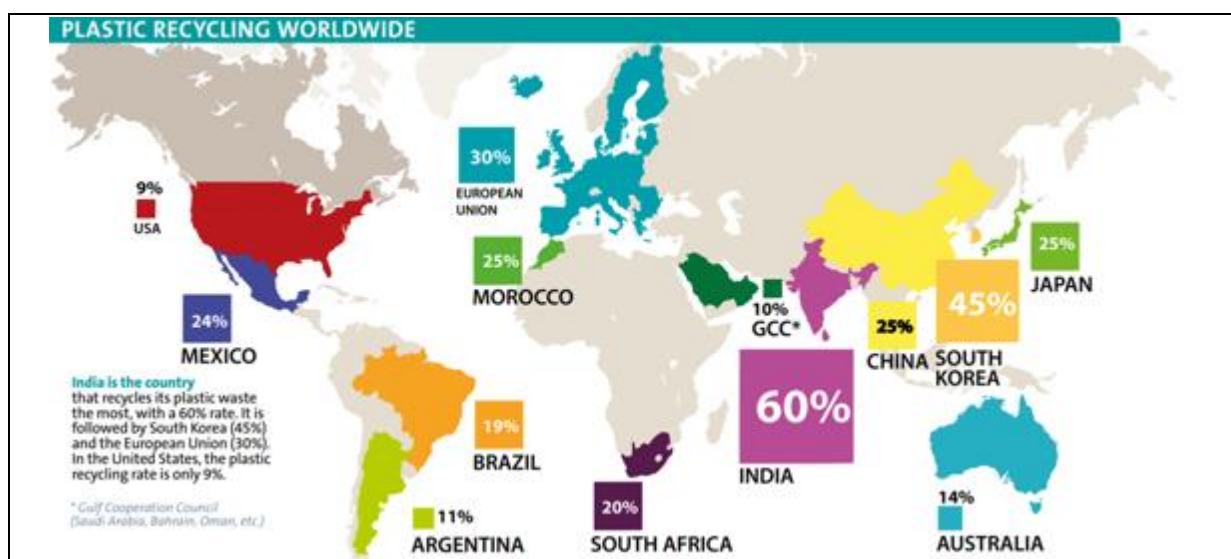 PLASTIC RECYCLING WORLDWIDE
9%
USA
30%
EUROPEAN
UNION
25%
MOROCCO
24%
MEXICO
10%
GCC*
25%
CHINA
45%
SOUTH
KOREA
25%
JAPAN
India is the country
that recycles its plastic waste
the most, with a 60% rate. It is
followed by South Korea (45%)
and the European Union (30%).
In the United States, the plastic
recycling rate is only 9%.
* Gulf Cooperation Council
(Saudi Arabia, Bahrain, Oman, etc.)
19%
BRAZIL
11%
ARGENTINA
20%
SOUTH AFRICA
60%
INDIA
14%
AUSTRALIA